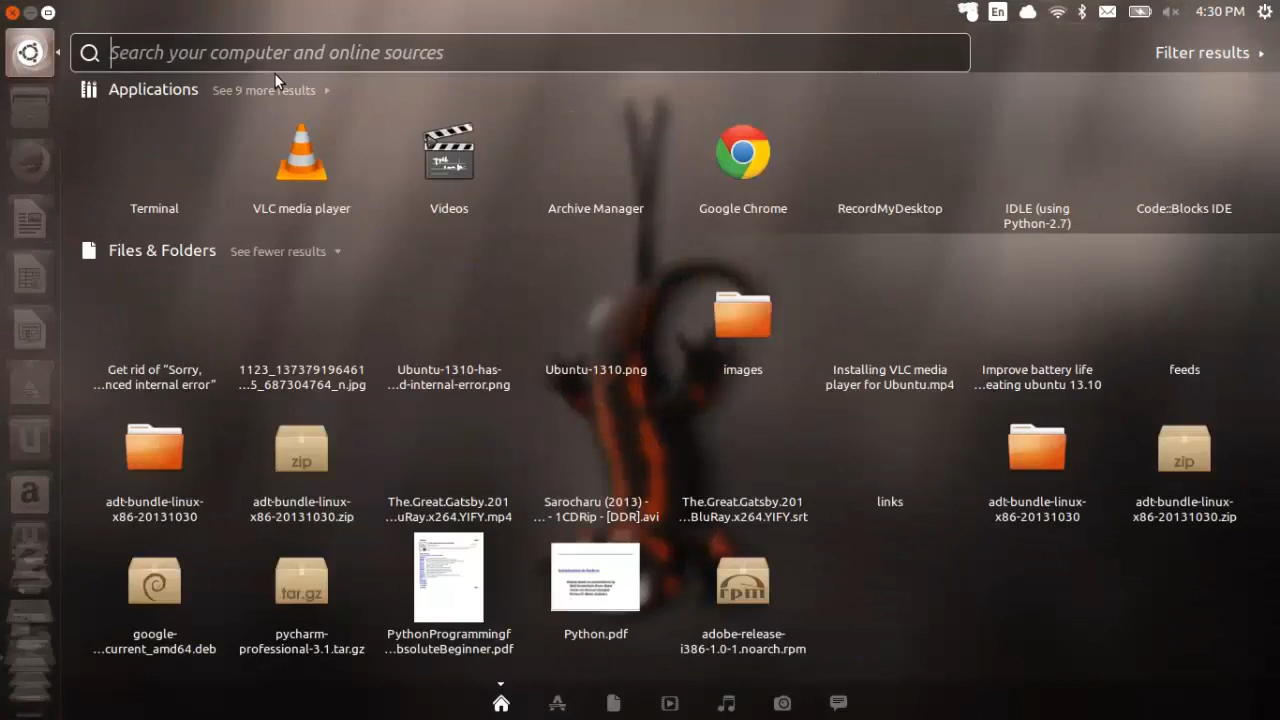 En
4:30 PM
Search your computer and online sources
Filter results
Applications See 9 more results
Terminal
VLC media player
Videos
Archive Manager
Google Chrome
RecordMyDesktop
IDLE (using
Python-2.7)
Code::Blocks IDE
Files & Folders See fewer results
Get rid of "Sorry,
...nced internal error"
1123_137379196461
...5_687304764_n.jpg
Ubuntu-1310-has-
...d-internal-error.png
Ubuntu-1310.png
images
Installing VLC media
player for Ubuntu.mp4
Improve battery life
...eating ubuntu 13.10
feeds
zip
zip
adt-bundle-linux-
x86-20131030
adt-bundle-linux-
x86-20131030.zip
The.Great.Gatsby.201
...uRay.x264.YIFY.mp4
Sarocharu (2013) -
... - 1CDRip - [DDR].avi
The.Great.Gatsby.201
...BluRay.x264.YIFY.srt
links
adt-bundle-linux-
x86-20131030
adt-bundle-linux-
x86-20131030.zip
tar.gz
rpm
google-
...current_amd64.deb
pycharm-
professional-3.1.tar.gz
PythonProgrammingf
...bsoluteBeginner.pdf
Python.pdf
adobe-release-
i386-1.0-1.noarch.rpm